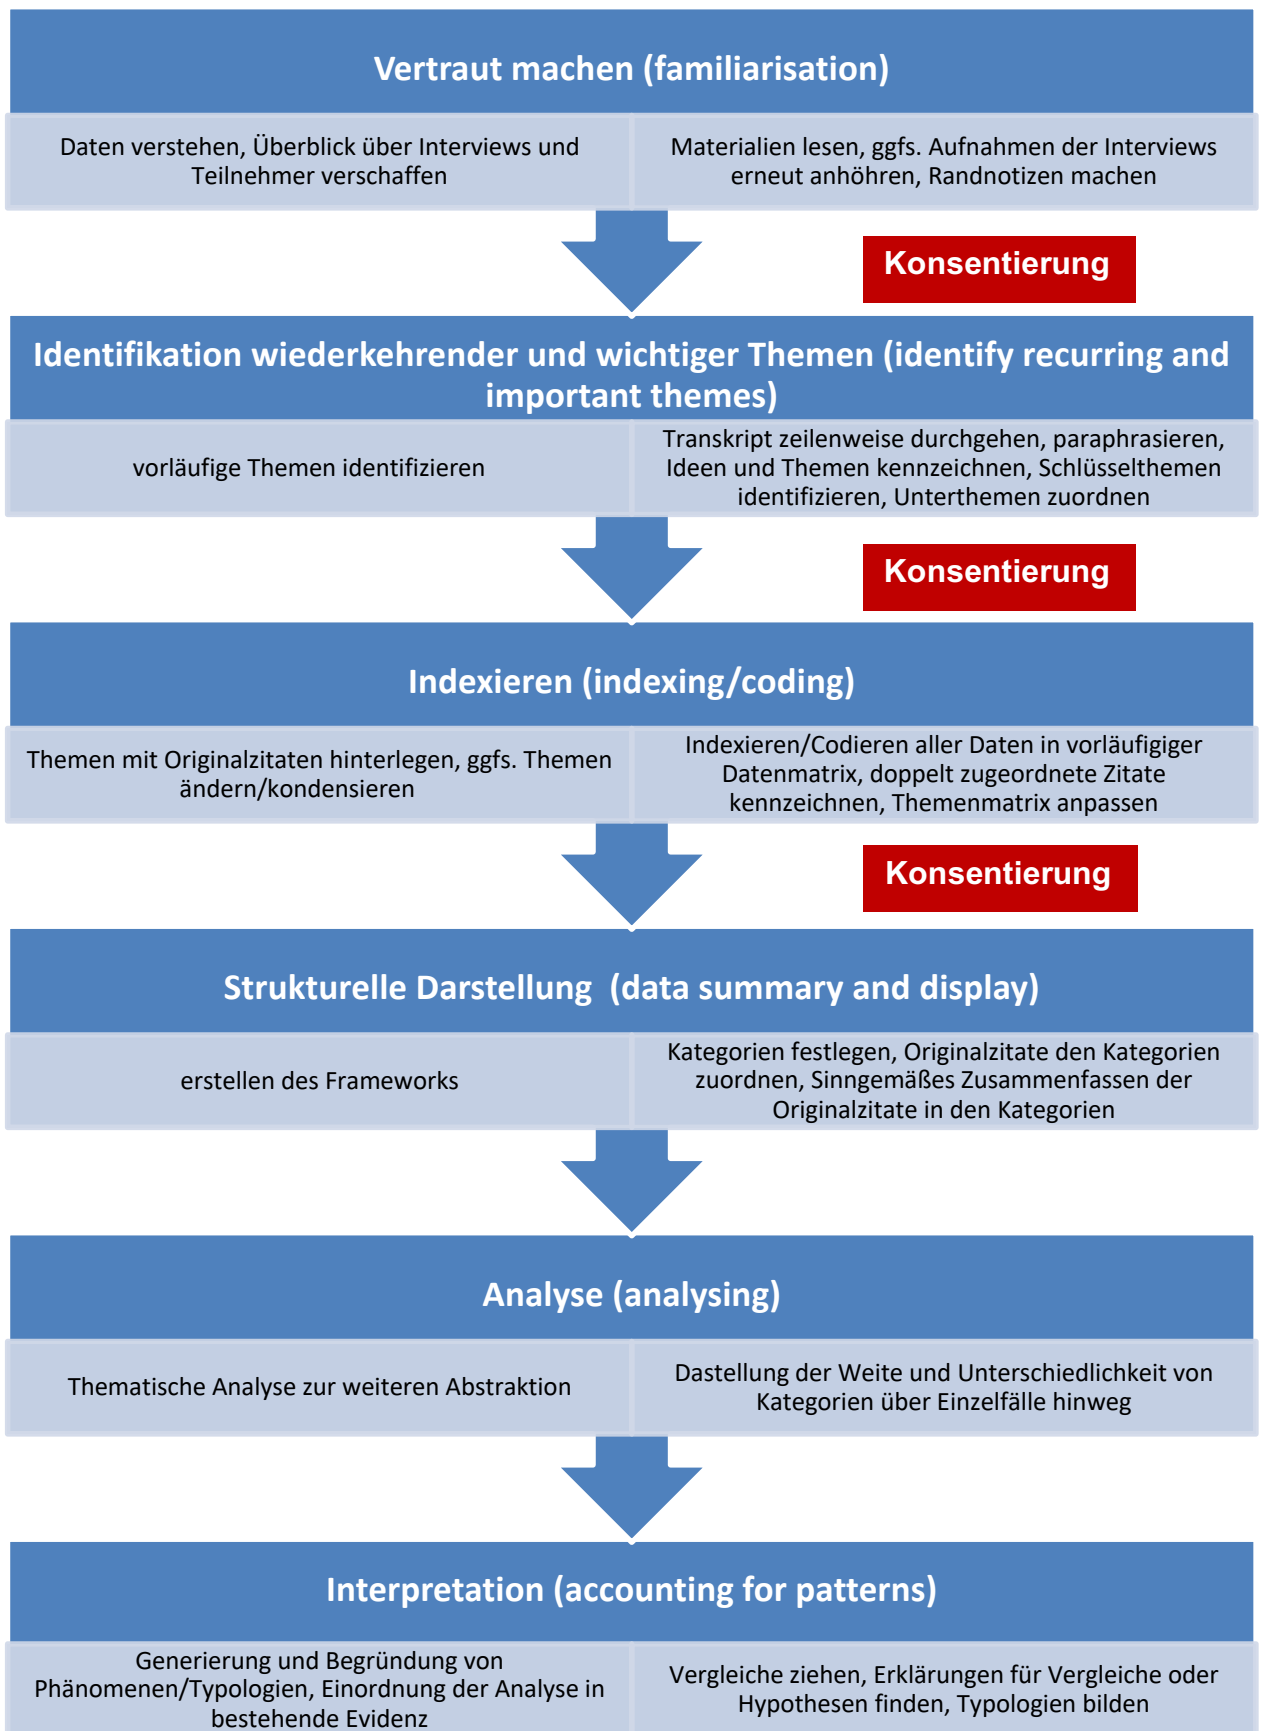 Vertraut machen (familiarisation)
Daten verstehen, Überblick über Interviews und
Teilnehmer verschaffen
Materialien lesen, ggfs. Aufnahmen der Interviews
erneut anhöhren, Randnotizen machen
Konsentierung
Identifikation wiederkehrender und wichtiger Themen (identify recurring and
important themes)
vorläufige Themen identifizieren
Transkript zeilenweise durchgehen, paraphrasieren,
Ideen und Themen kennzeichnen, Schlüsselthemen
identifizieren, Unterthemen zuordnen
Konsentierung
Indexieren (indexing/coding)
Themen mit Originalzitaten hinterlegen, ggfs. Themen
ändern/kondensieren
Indexieren/Codieren aller Daten in vorläufigiger
Datenmatrix, doppelt zugeordnete Zitate
kennzeichnen, Themenmatrix anpassen
Konsentierung
Strukturelle Darstellung  (data summary and display)
erstellen des Frameworks
Kategorien festlegen, Originalzitate den Kategorien
zuordnen, Sinngemäßes Zusammenfassen der
Originalzitate in den Kategorien
Analyse (analysing)
Thematische Analyse zur weiteren Abstraktion
Dastellung der Weite und Unterschiedlichkeit von
Kategorien über Einzelfälle hinweg
Interpretation (accounting for patterns)
Generierung und Begründung von
Phänomenen/Typologien, Einordnung der Analyse in
bestehende Evidenz
Vergleiche ziehen, Erklärungen für Vergleiche oder
Hypothesen finden, Typologien bilden